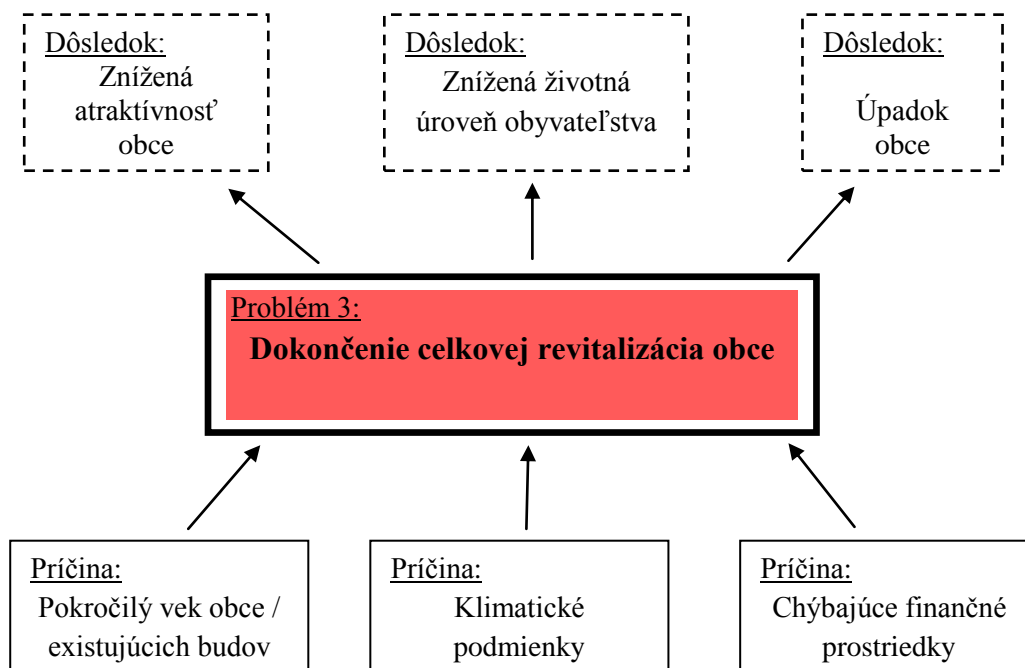 Dôsledok:
Znížená
atraktívnosť
obce
Dôsledok:
Znížená životná
úroveň obyvateľstva
Dôsledok:
Úpadok
obce
Problém 3:
Dokončenie celkovej revitalizácia obce
Príčina:
Pokročilý vek obce /
existujúcich budov
Príčina:
Klimatické
podmienky
Príčina:
Chýbajúce finančné
prostriedky